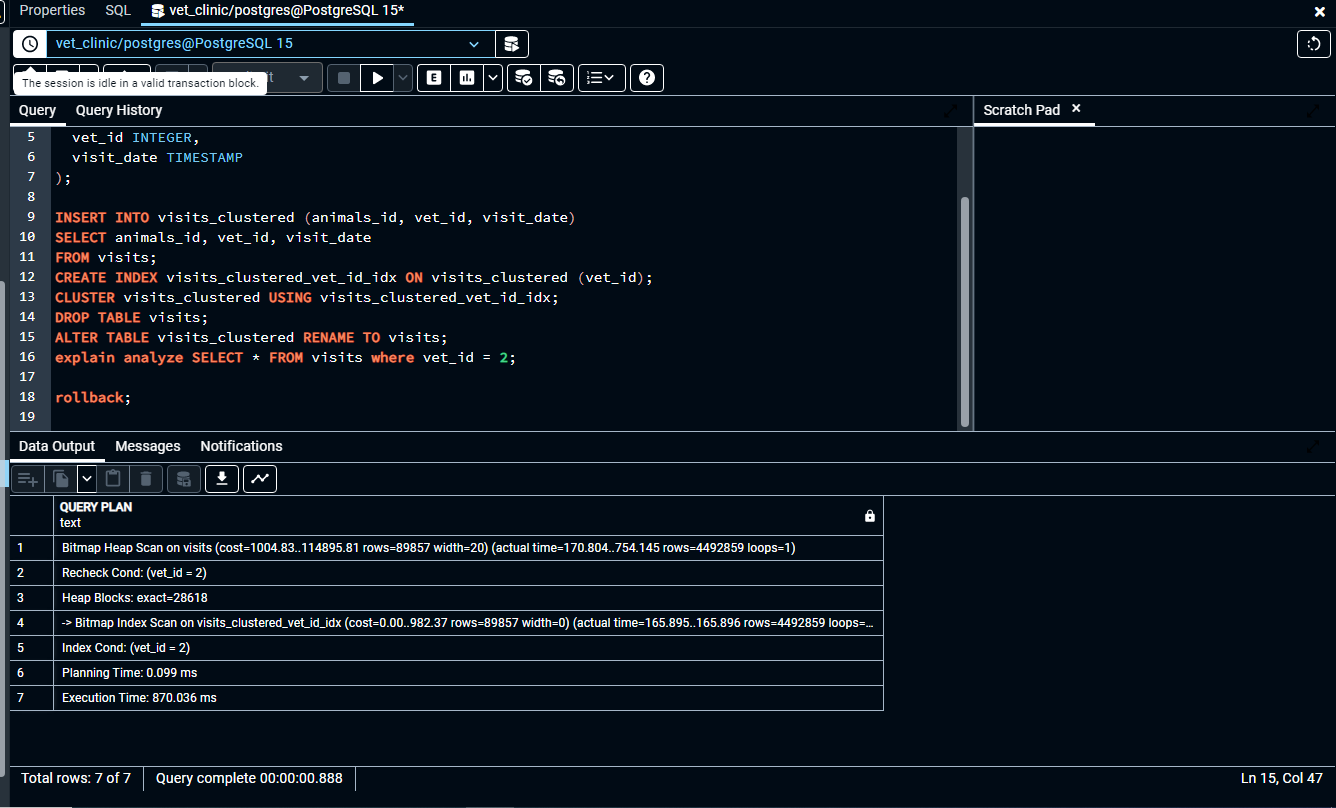 Properties SQL vet_clinic/postgres@PostgreSQL 15*
vet_clinic/postgres@PostgreSQL 15
The session is idle in a valid transaction block.
Query Query History
Scratch Pad
5 vet_id INTEGER,
6 visit_date TIMESTAMP
7 );
8
9 INSERT INTO visits_clustered (animals_id, vet_id, visit_date)
10 SELECT animals_id, vet_id, visit_date
11 FROM visits;
12 CREATE INDEX visits_clustered_vet_id_idx ON visits_clustered (vet_id);
13 CLUSTER visits_clustered USING visits_clustered_vet_id_idx;
14 DROP TABLE visits;
15 ALTER TABLE visits_clustered RENAME TO visits;
16 explain analyze SELECT * FROM visits where vet_id = 2;
17
18 rollback;
19
Data Output Messages Notifications
QUERY PLAN
text
1 Bitmap Heap Scan on visits (cost=1004.83..114895.81 rows=89857 width=20) (actual time=170.804..754.145 rows=4492859 loops=1)
2 Recheck Cond: (vet_id = 2)
3 Heap Blocks: exact=28618
4 -> Bitmap Index Scan on visits_clustered_vet_id_idx (cost=0.00..982.37 rows=89857 width=0) (actual time=165.895..165.896 rows=4492859 loops=...
5 Index Cond: (vet_id = 2)
6 Planning Time: 0.099 ms
7 Execution Time: 870.036 ms
Total rows: 7 of 7 Query complete 00:00:00.888
Ln 15, Col 47